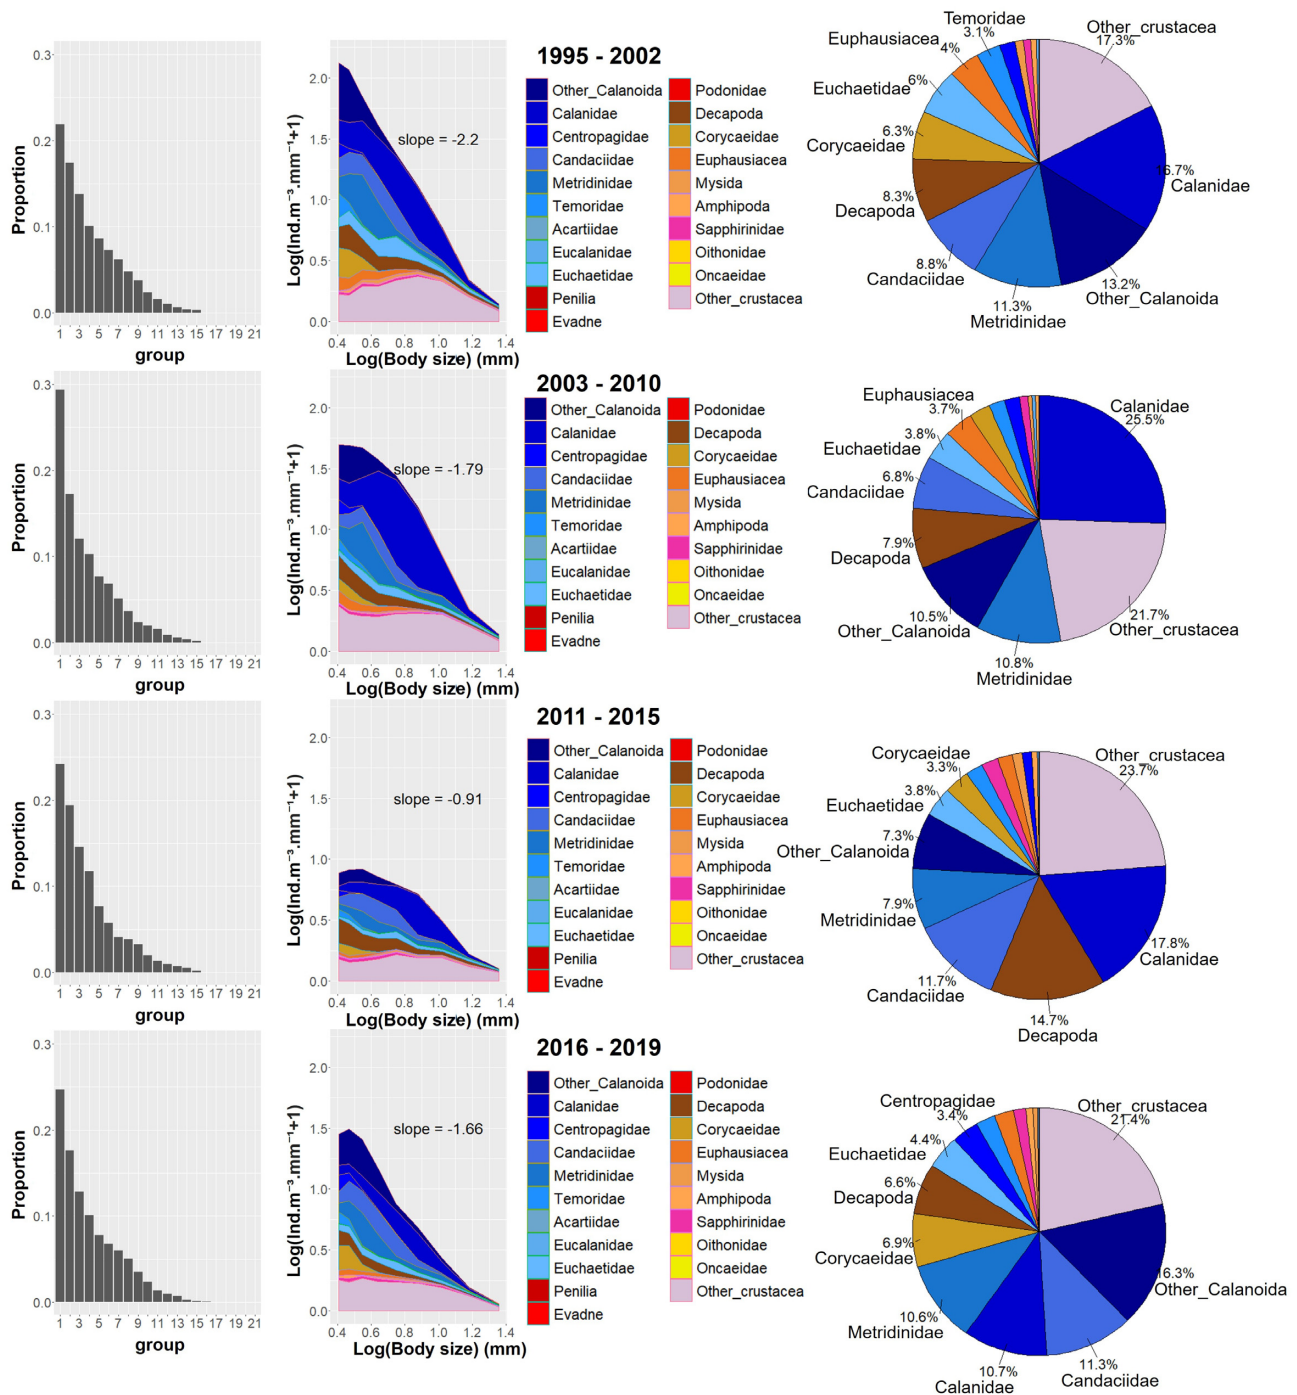 1995 - 2002
0.3
0.2
0.1
0.0
Proportion
1 3 5 7 9 11 13 15 17 19 21
group
2.0
1.5
1.0
0.5
0.0
Log(Ind.m⁻³.mm⁻¹+1)
slope = -2.2
0.4 0.6 0.8 1.0 1.2 1.4
Log(Body size) (mm)
Other_Calanoida
Calanidae
Centropagidae
Candaciidae
Metridinidae
Temoridae
Acartiidae
Eucalanidae
Euchaetidae
Penilia
Evadne
Podonidae
Decapoda
Corycaeidae
Euphausiacea
Mysida
Amphipoda
Sapphirinidae
Oithonidae
Oncaeidae
Other_crustacea
Other_crustacea
17.3%
16.7%
Calanidae
13.2%
Other_Calanoida
11.3%
Metridinidae
8.8%
Candaciidae
8.3%
Decapoda
6.3%
Corycaeidae
6%
Euchaetidae
4%
Euphausiacea
3.1%
Temoridae
2003 - 2010
0.3
0.2
0.1
0.0
Proportion
1 3 5 7 9 11 13 15 17 19 21
group
2.0
1.5
1.0
0.5
0.0
Log(Ind.m⁻³.mm⁻¹+1)
slope = -1.79
0.4 0.6 0.8 1.0 1.2 1.4
Log(Body size) (mm)
Other_Calanoida
Calanidae
Centropagidae
Candaciidae
Metridinidae
Temoridae
Acartiidae
Eucalanidae
Euchaetidae
Penilia
Evadne
Podonidae
Decapoda
Corycaeidae
Euphausiacea
Mysida
Amphipoda
Sapphirinidae
Oithonidae
Oncaeidae
Other_crustacea
Calanidae
25.5%
21.7%
Other_crustacea
10.8%
Metridinidae
10.5%
Other_Calanoida
7.9%
Decapoda
6.8%
Candaciidae
3.8%
Euchaetidae
3.7%
Euphausiacea
2011 - 2015
0.3
0.2
0.1
0.0
Proportion
1 3 5 7 9 11 13 15 17 19 21
group
2.0
1.5
1.0
0.5
0.0
Log(Ind.m⁻³.mm⁻¹+1)
slope = -0.91
0.4 0.6 0.8 1.0 1.2 1.4
Log(Body size) (mm)
Other_Calanoida
Calanidae
Centropagidae
Candaciidae
Metridinidae
Temoridae
Acartiidae
Eucalanidae
Euchaetidae
Penilia
Evadne
Podonidae
Decapoda
Corycaeidae
Euphausiacea
Mysida
Amphipoda
Sapphirinidae
Oithonidae
Oncaeidae
Other_crustacea
Other_crustacea
23.7%
17.8%
Calanidae
14.7%
Decapoda
11.7%
Candaciidae
7.9%
Metridinidae
7.3%
Other_Calanoida
3.8%
Euchaetidae
3.3%
Corycaeidae
2016 - 2019
0.3
0.2
0.1
0.0
Proportion
1 3 5 7 9 11 13 15 17 19 21
group
2.0
1.5
1.0
0.5
0.0
Log(Ind.m⁻³.mm⁻¹+1)
slope = -1.66
0.4 0.6 0.8 1.0 1.2 1.4
Log(Body size) (mm)
Other_Calanoida
Calanidae
Centropagidae
Candaciidae
Metridinidae
Temoridae
Acartiidae
Eucalanidae
Euchaetidae
Penilia
Evadne
Podonidae
Decapoda
Corycaeidae
Euphausiacea
Mysida
Amphipoda
Sapphirinidae
Oithonidae
Oncaeidae
Other_crustacea
Other_crustacea
21.4%
16.3%
Other_Calanoida
11.3%
Candaciidae
10.7%
Calanidae
10.6%
Metridinidae
6.9%
Corycaeidae
6.6%
Decapoda
4.4%
Euchaetidae
3.4%
Centropagidae